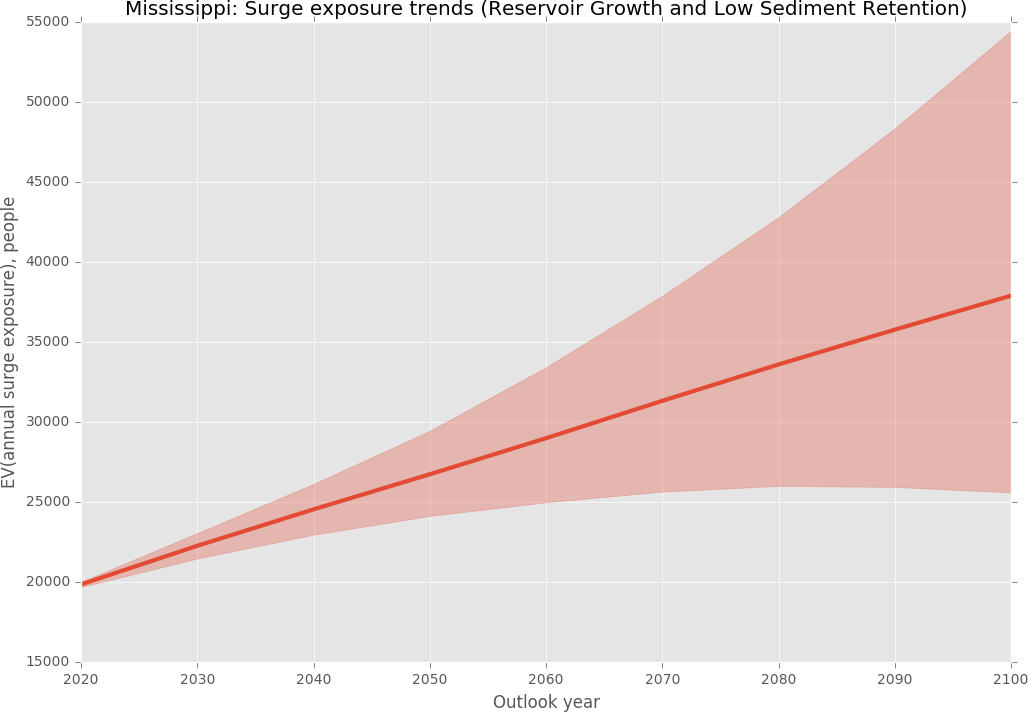 Mississippi: Surge exposure trends (Reservoir Growth and Low Sediment Retention)
55000
50000
45000
40000
35000
30000
25000
20000
15000
EV(annual surge exposure), people
2020 2030 2040 2050 2060 2070 2080 2090 2100
Outlook year